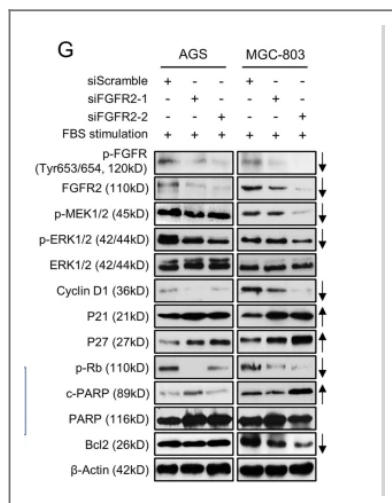 G
AGS MGC-803
siScramble + - - + - -
siFGFR2-1 - + - - + -
siFGFR2-2 - - + - - +
FBS stimulation + + + + + +
p-FGFR
(Tyr653/654, 120kD)
FGFR2 (110kD)
p-MEK1/2 (45kD)
p-ERK1/2 (42/44kD)
ERK1/2 (42/44kD)
Cyclin D1 (36kD)
P21 (21kD)
P27 (27kD)
p-Rb (110kD)
c-PARP (89kD)
PARP (116kD)
Bcl2 (26kD)
β-Actin (42kD)